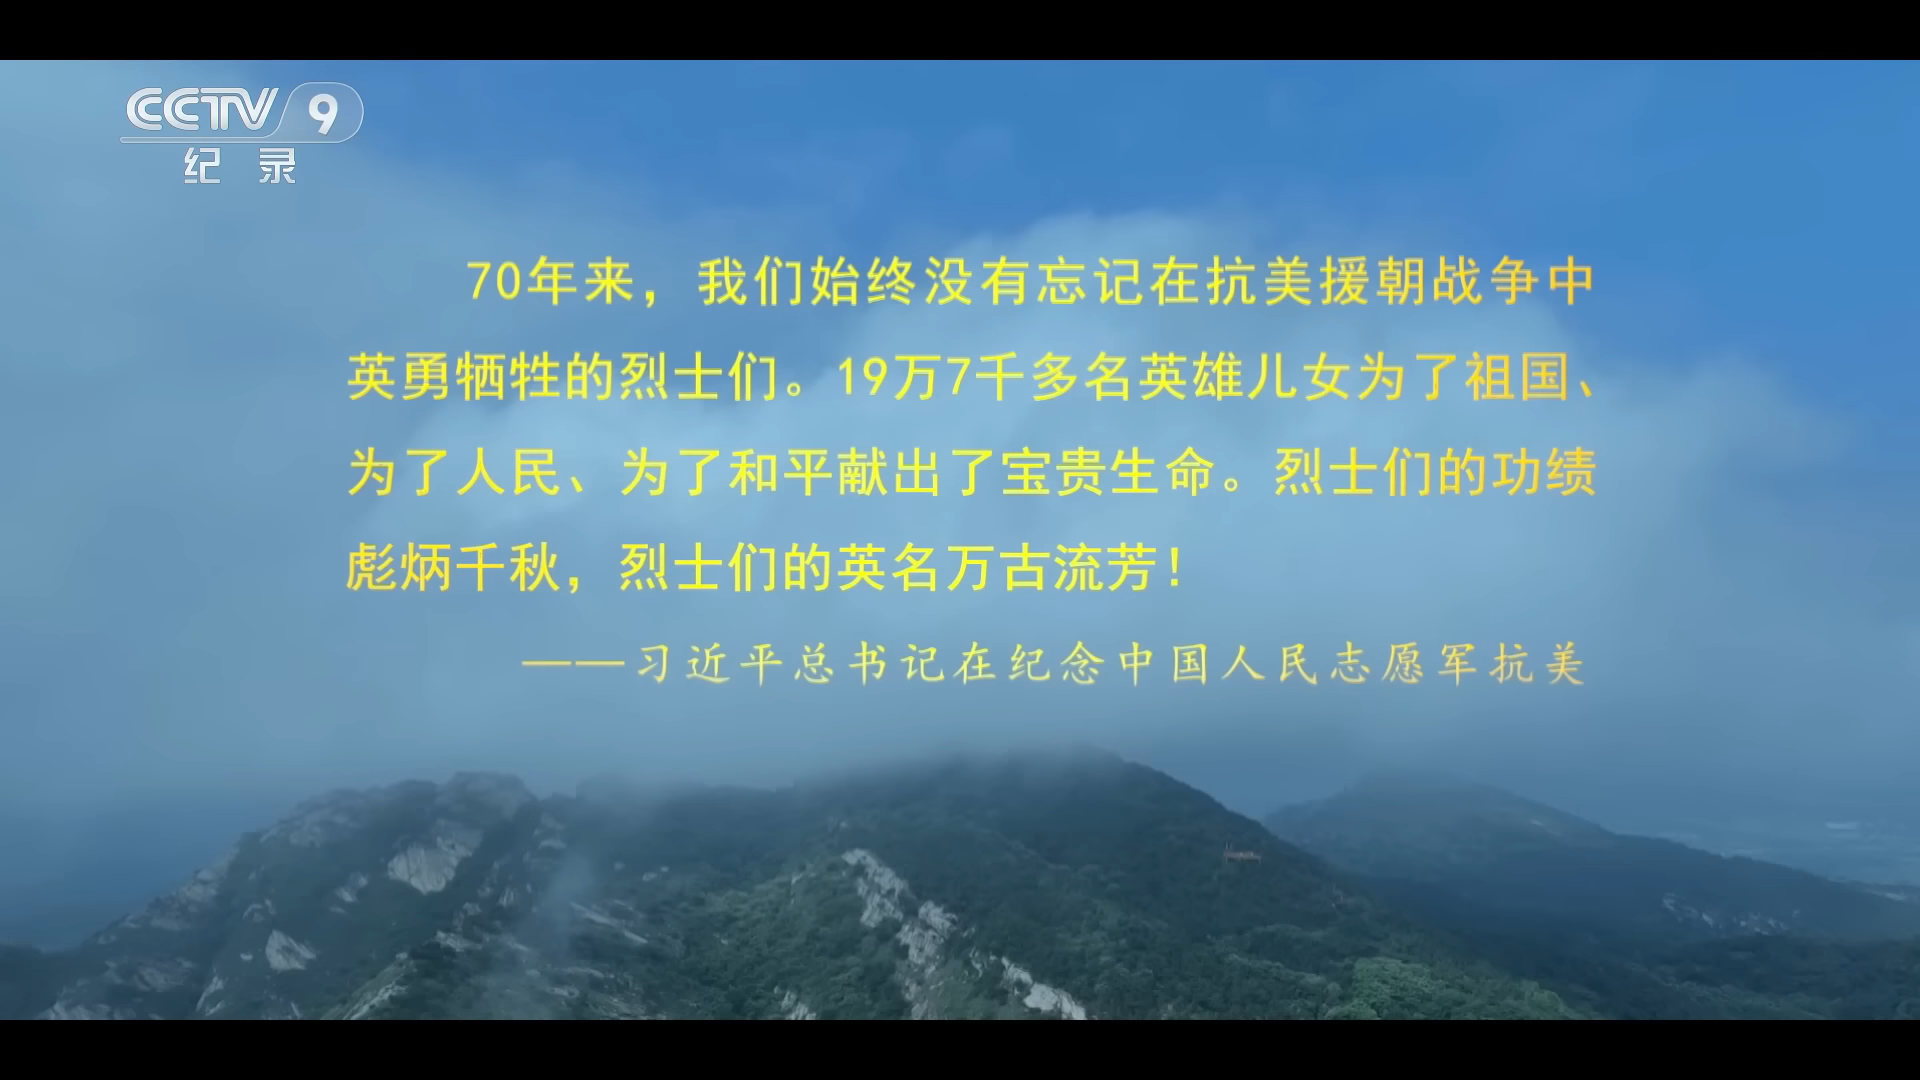 CCTV 9
纪 录
70年来，我们始终没有忘记在抗美援朝战争中
英勇牺牲的烈士们。19万7千多名英雄儿女为了祖国、
为了人民、为了和平献出了宝贵生命。烈士们的功绩
彪炳千秋，烈士们的英名万古流芳！
——习近平总书记在纪念中国人民志愿军抗美